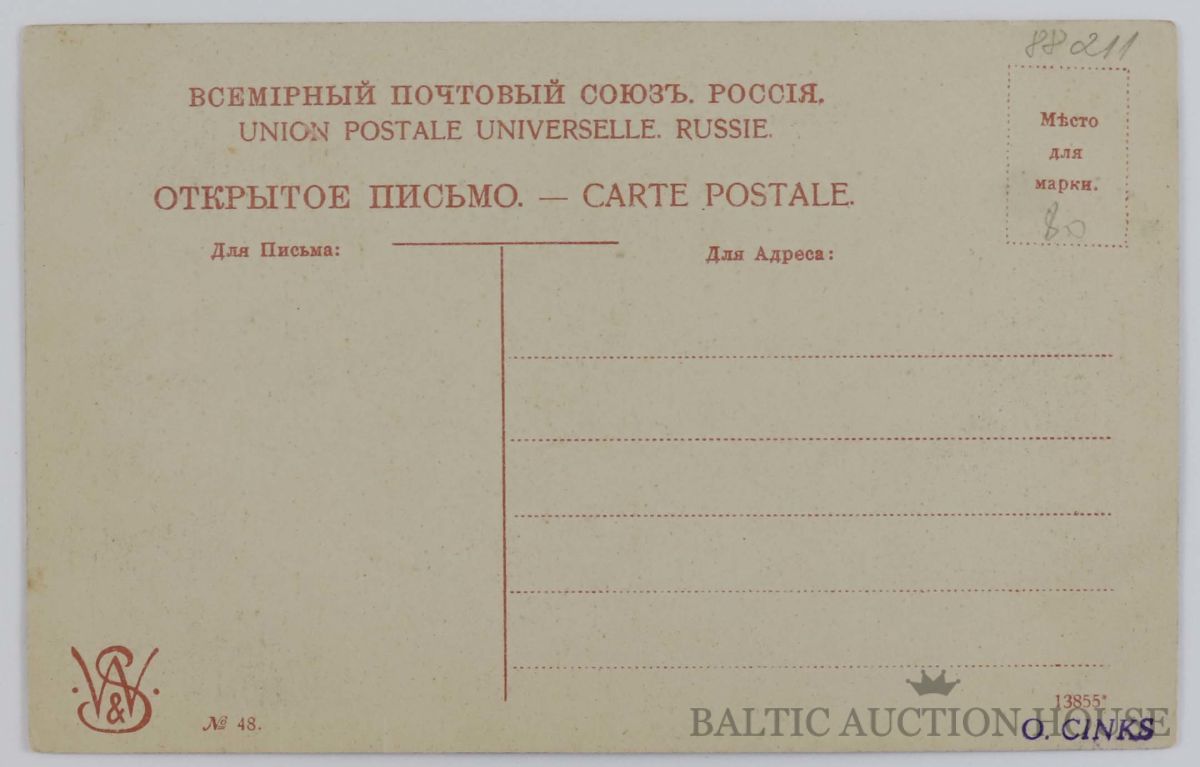 88211
ВСЕМІРНЫЙ ПОЧТОВЫЙ СОЮЗЪ. РОССІЯ.
UNION POSTALE UNIVERSELLE. RUSSIE.
Мѣсто
для
марки.
80
ОТКРЫТОЕ ПИСЬМО. — CARTE POSTALE.
Для Письма:
Для Адреса:
№ 48.
13855*
BALTIC AUCTION HOUSE
O. CINKS